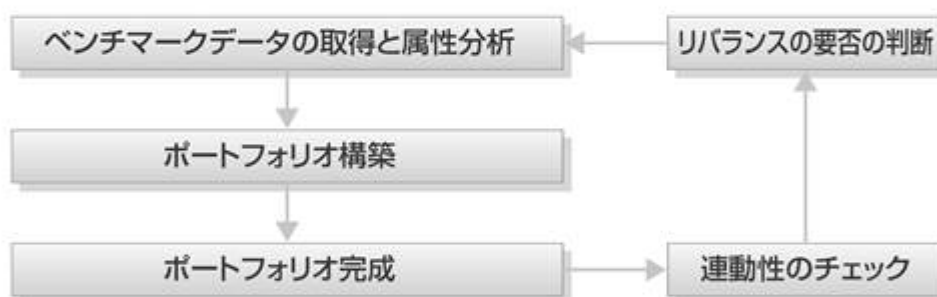 ベンチマークデータの取得と属性分析
リバランスの要否の判断
ポートフォリオ構築
ポートフォリオ完成
連動性のチェック